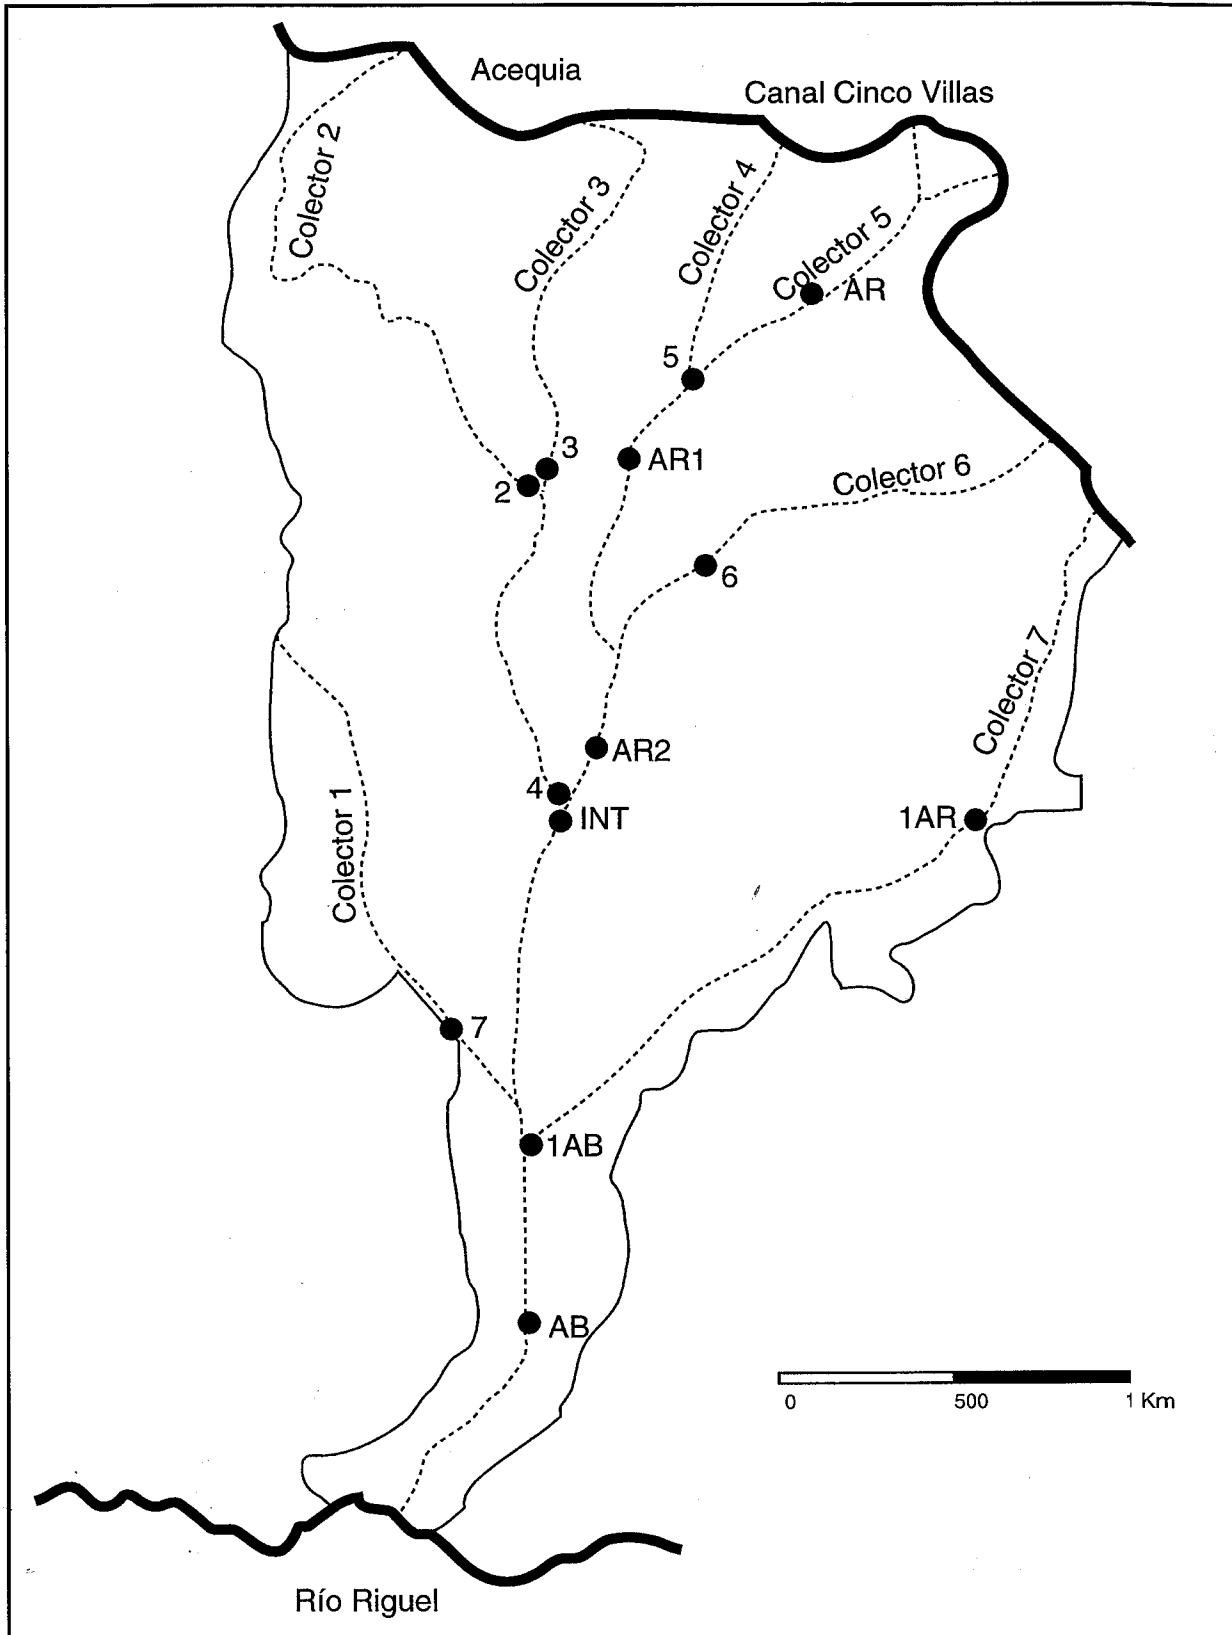 Acequia
Canal Cinco Villas
Colector 2
Colector 3
Colector 4
Colector 5
AR
5
3
AR1
2
Colector 6
6
Colector 7
AR2
4
INT
1AR
Colector 1
7
1AB
AB
0 500 1 Km
Río Riguel